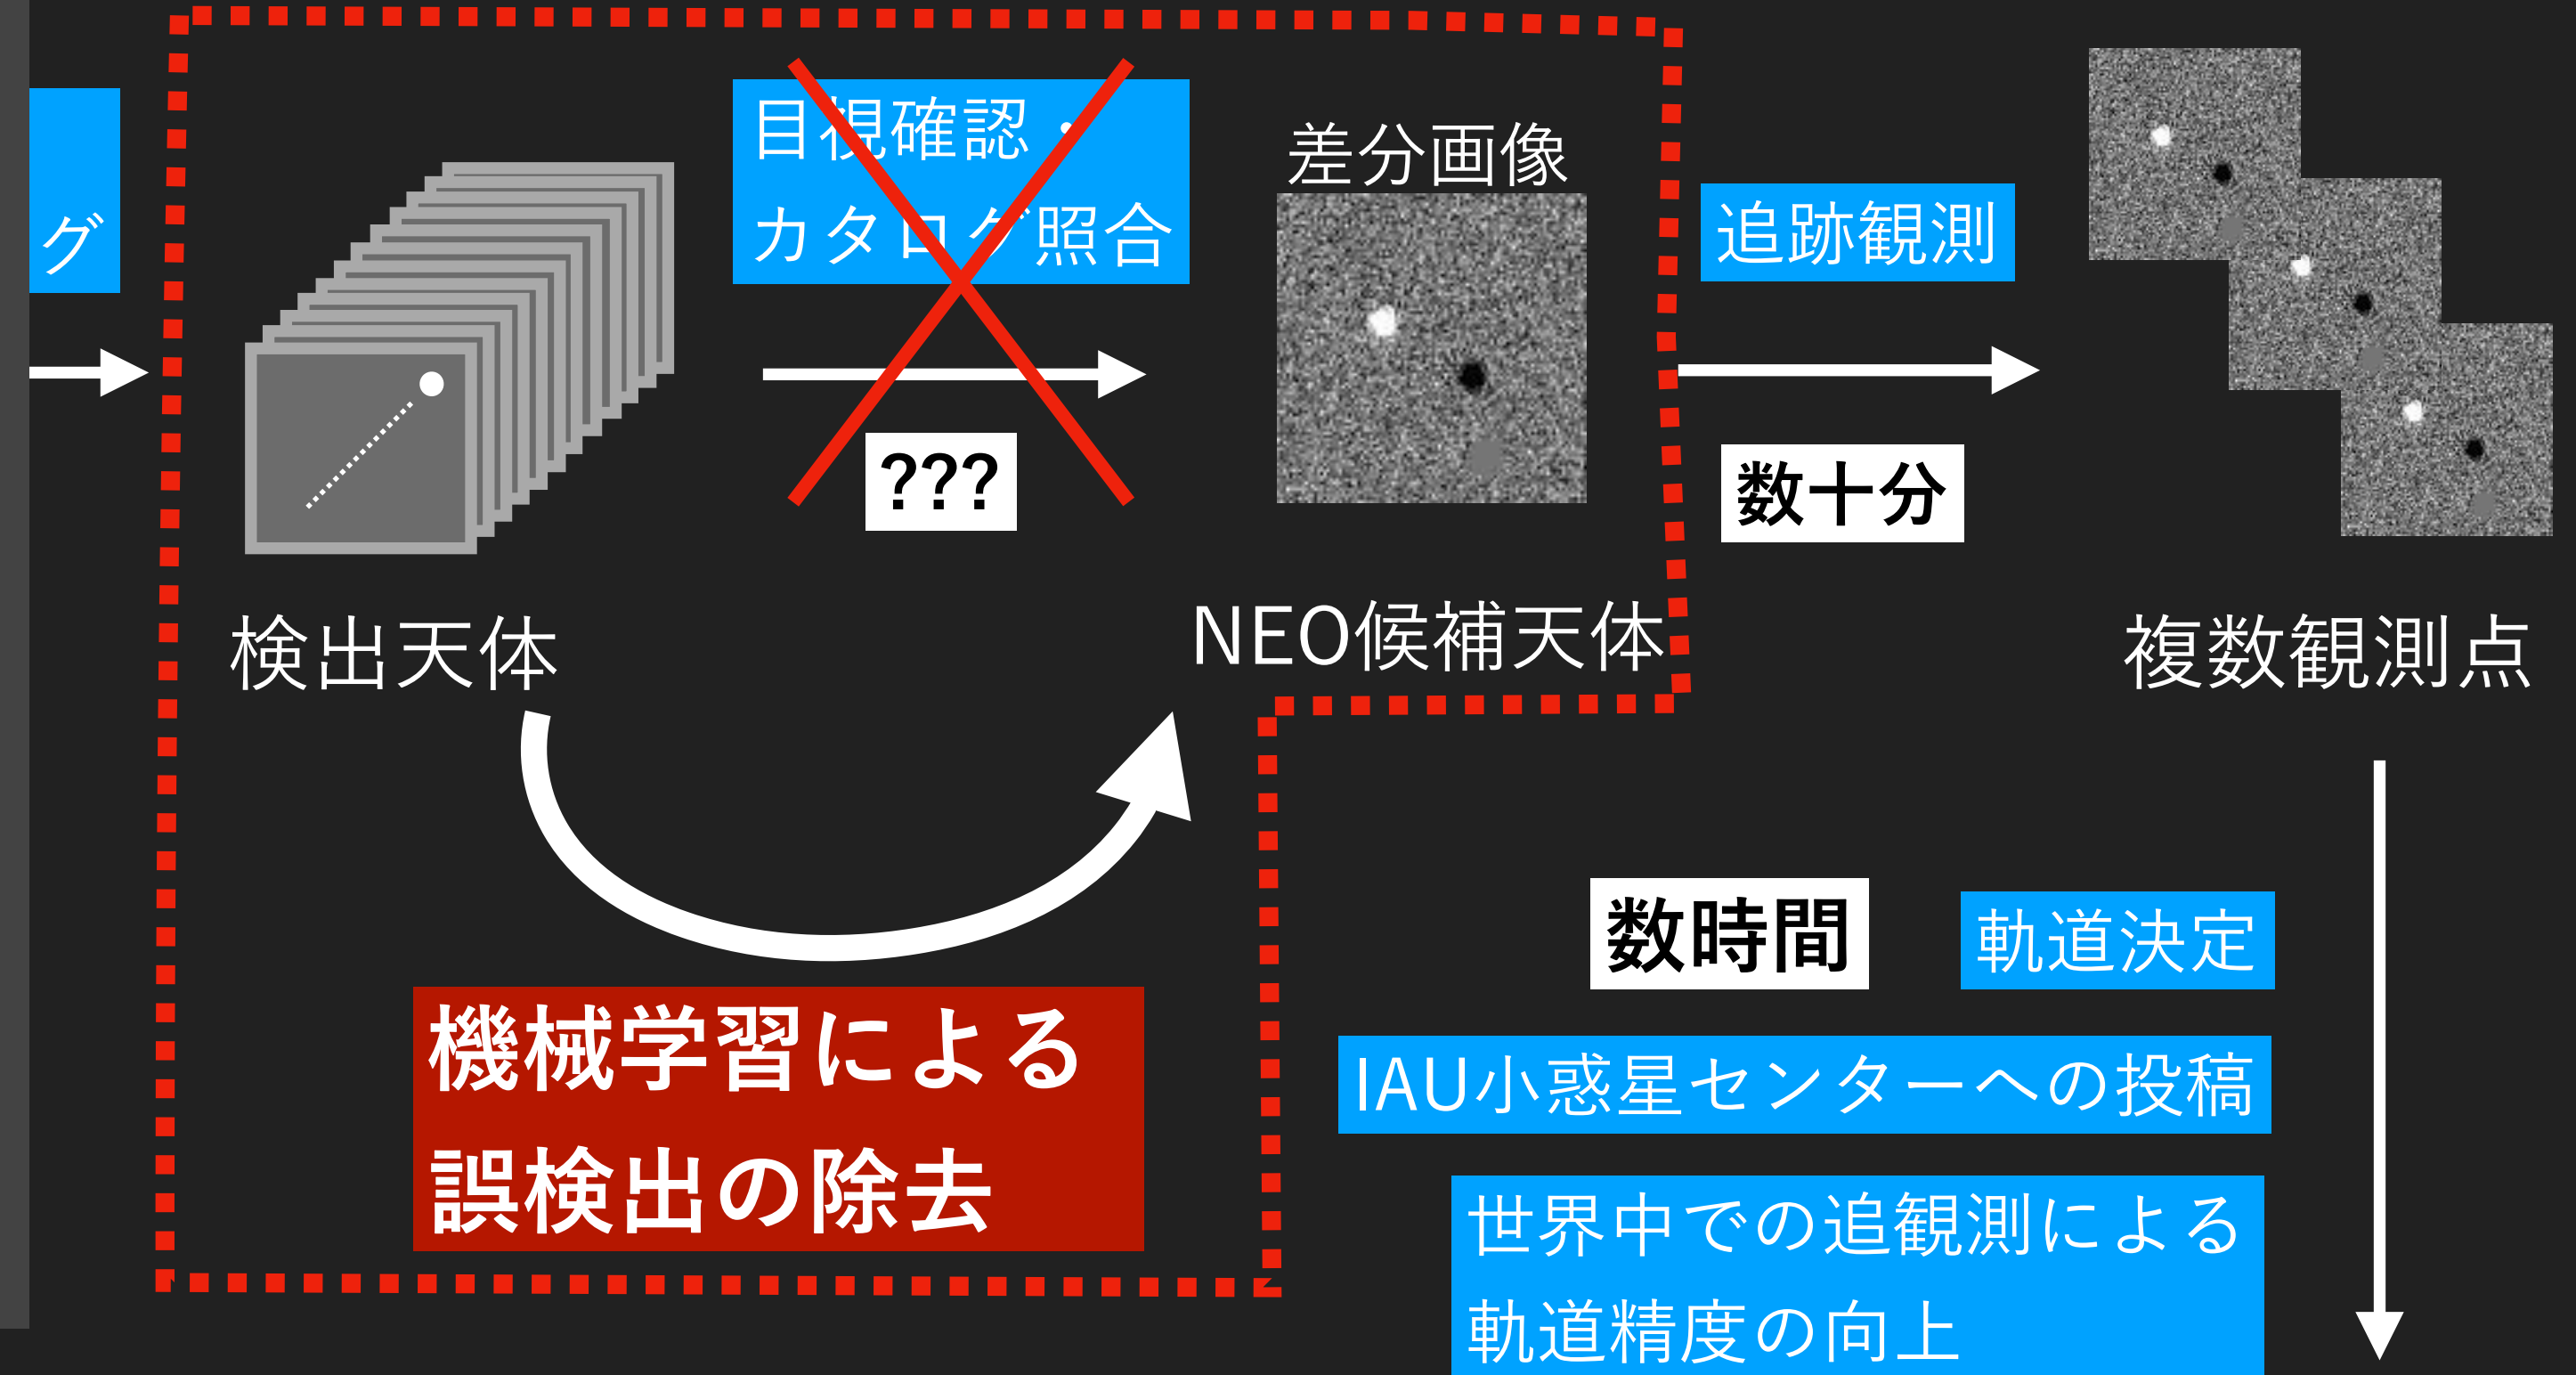 グ
目視確認・
カタログ照合
???
差分画像
追跡観測
数十分
検出天体
NEO候補天体
複数観測点
機械学習による
誤検出の除去
数時間
軌道決定
IAU小惑星センターへの投稿
世界中での追観測による
軌道精度の向上